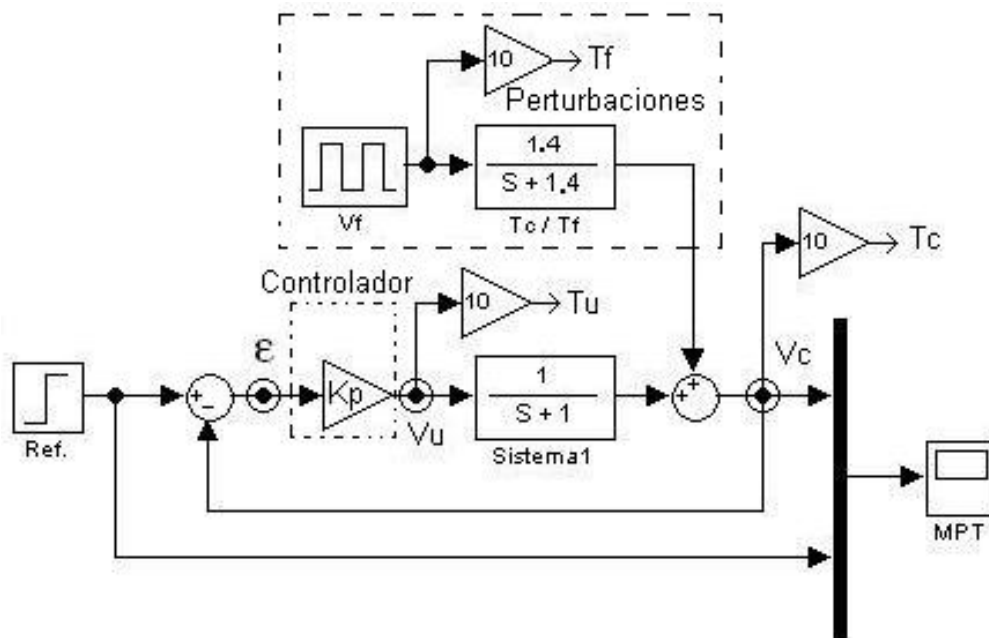 10
Tf
Perturbaciones
Vf
1.4
S + 1.4
Tc / Tf
10
Tc
Controlador
10
Tu
ε
Kp
Vu
1
S + 1
Sistema1
+
−
+
+
Vc
Ref.
MPT